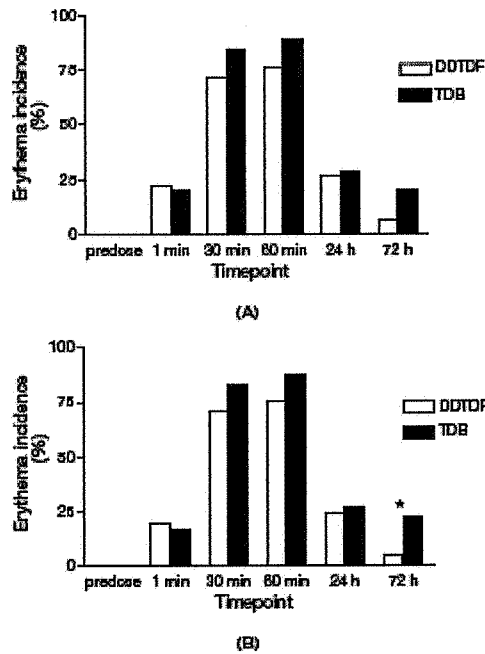 100
75
50
25
0
Erythema incidence
(%)
DDTDF
TDB
predose 1 min 30 min 60 min 24 h 72 h
Timepoint
(A)
100
75
50
25
0
Erythema incidence
(%)
DDTDF
TDB
*
predose 1 min 30 min 60 min 24 h 72 h
Timepoint
(B)